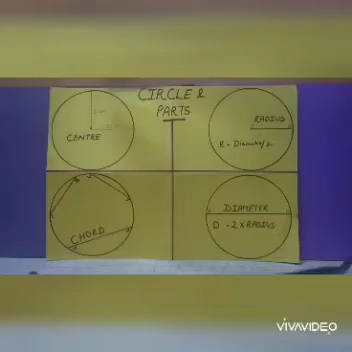 CIRCLE &
PARTS
CENTRE
RADIUS
R - Diameter/2
CHORD
DIAMETER
D - 2 X RADIUS
VIVAVIDEO